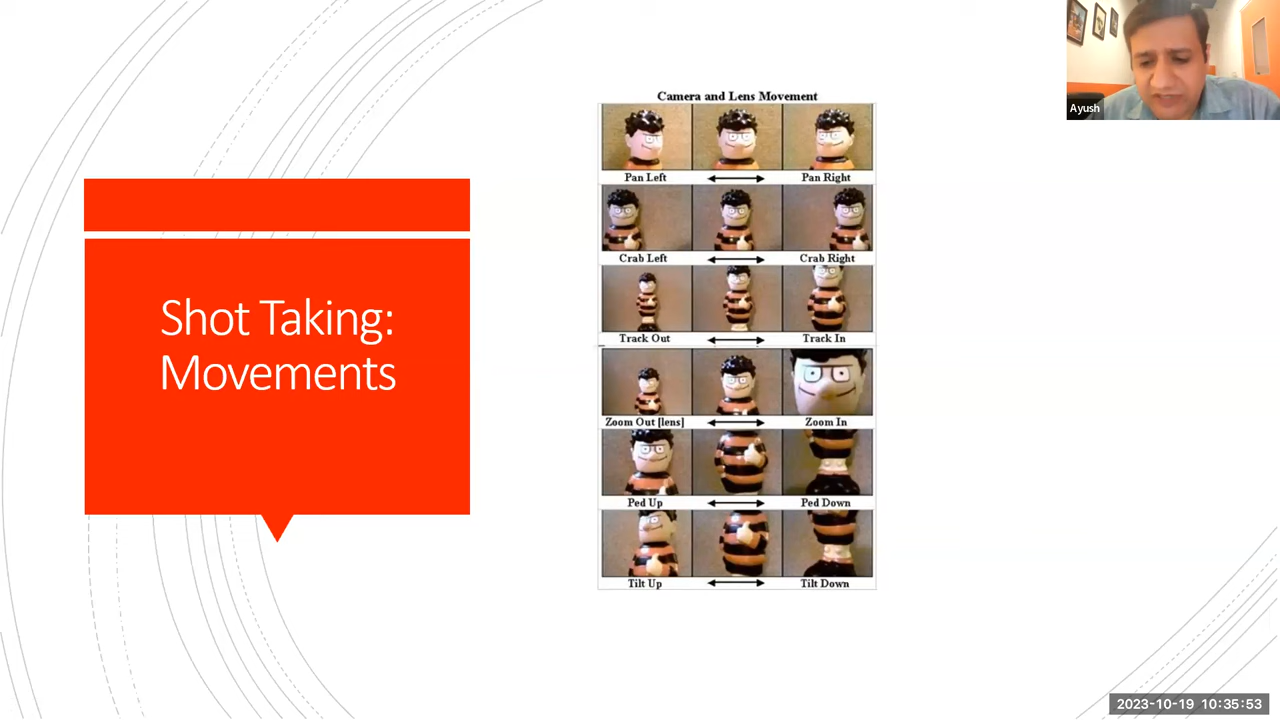 Camera and Lens Movement
Ayush
Pan Left
Pan Right
Crab Left
Crab Right
Shot Taking:
Movements
Track Out
Track In
Zoom Out [lens]
Zoom In
Ped Up
Ped Down
Tilt Up
Tilt Down
2023-10-19 10:35:53